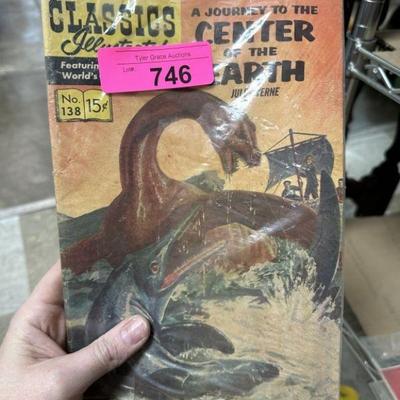 CLASSICS
Illustrated
Featuring
World's
Tyler Grace Auctions
Lot#: 746
No.
138
15¢
A JOURNEY TO THE
CENTER
OF THE
EARTH
JULES VERNE